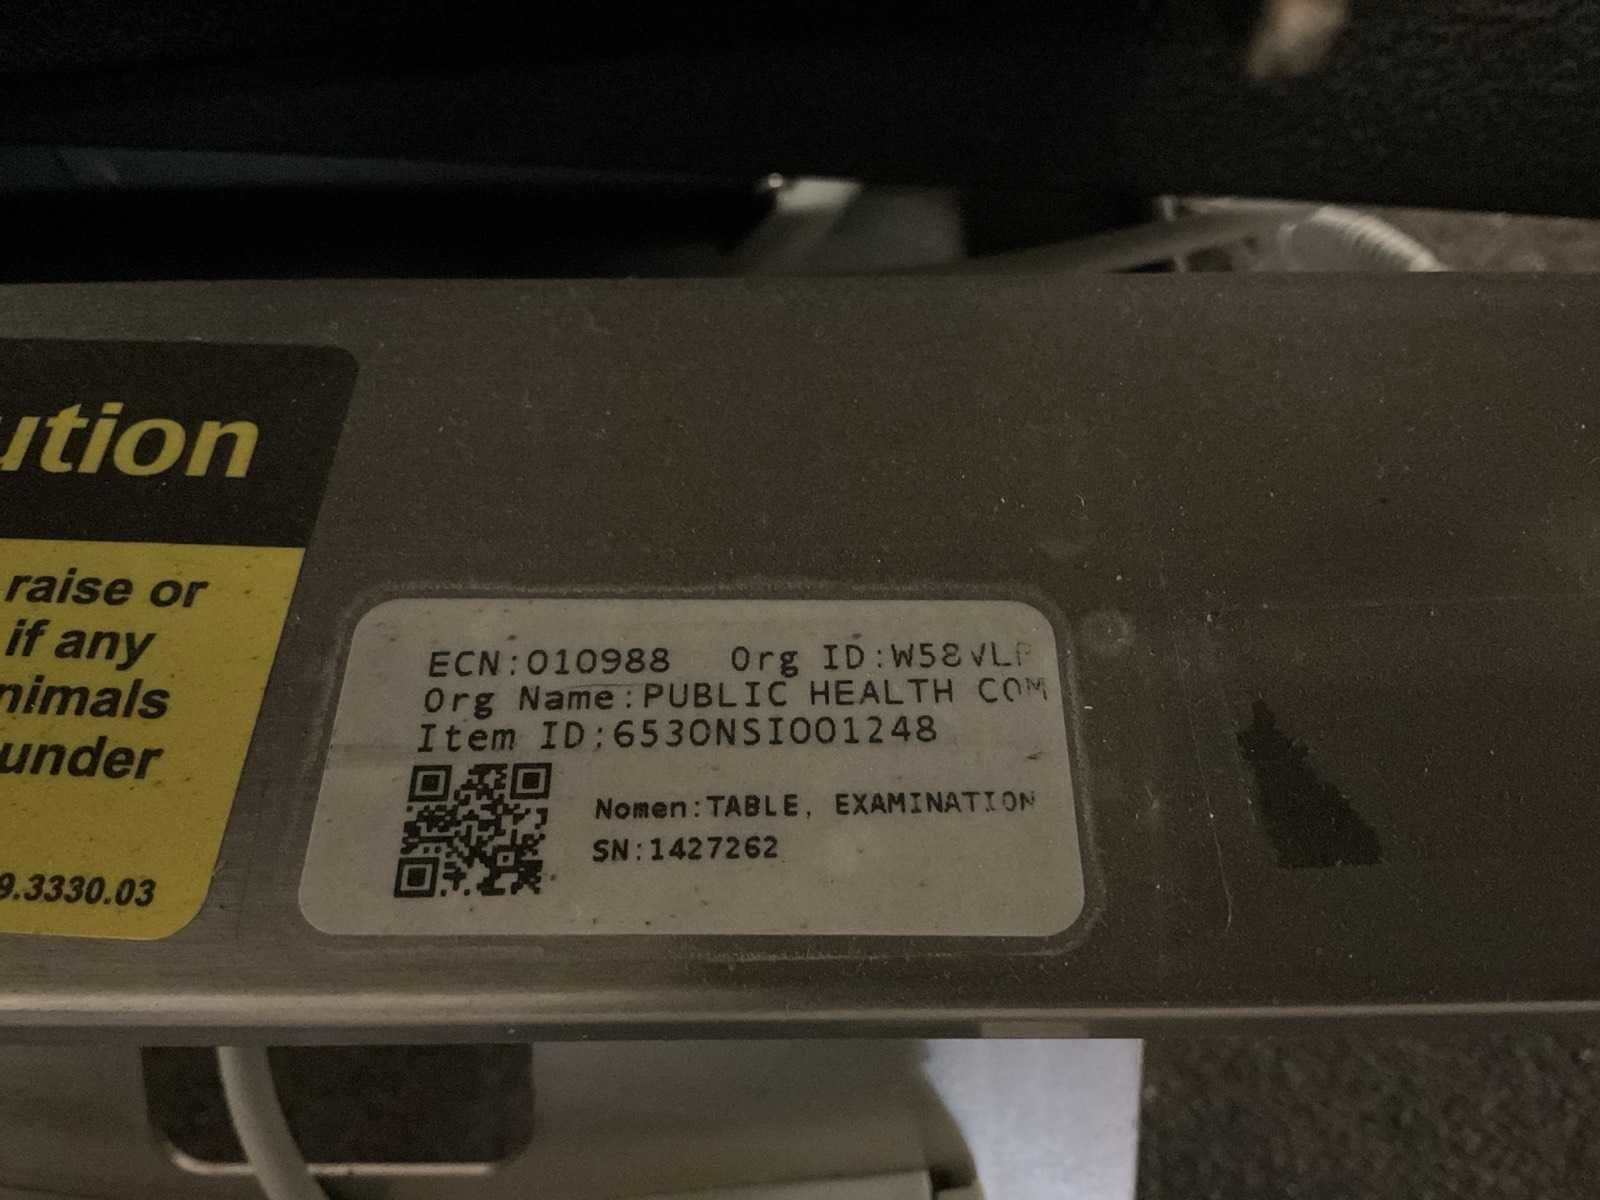 ution
raise or
if any
nimals
under
9.3330.03
ECN:010988 Org ID:W58VLP
Org Name:PUBLIC HEALTH COM
Item ID:6530NSI001248
Nomen:TABLE, EXAMINATION
SN:1427262